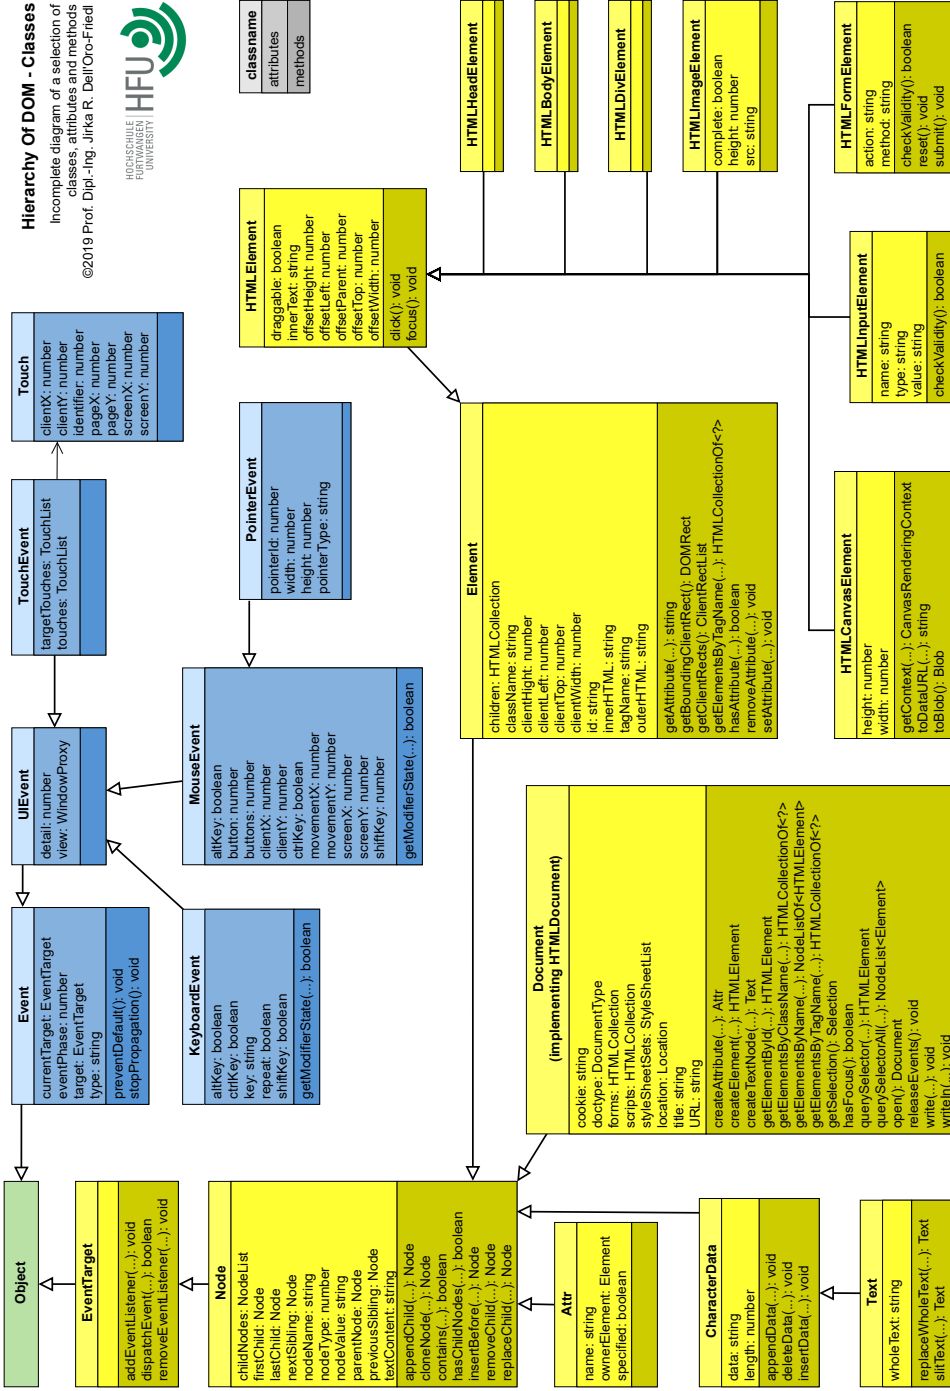 Hierarchy Of DOM - Classes
Incomplete diagram of a selection of
classes, attributes and methods
©2019 Prof. Dipl.-Ing. Jirka R. Dell'Oro-Friedl
HOCHSCHULE
FURTWANGEN
UNIVERSITY
HFU
classname
attributes
methods
Object
Event
currentTarget: EventTarget
eventPhase: number
target: EventTarget
type: string
preventDefault(): void
stopPropagation(): void
UIEvent
detail: number
view: WindowProxy
TouchEvent
targetTouches: TouchList
touches: TouchList
Touch
clientX: number
clientY: number
identifier: number
pageX: number
pageY: number
screenX: number
screenY: number
EventTarget
addEventListener(...): void
dispatchEvent(...): boolean
removeEventListener(...): void
KeyboardEvent
altKey: boolean
ctrlKey: boolean
key: string
repeat: boolean
shiftKey: boolean
getModifierState(...): boolean
MouseEvent
altKey: boolean
button: number
buttons: number
clientX: number
clientY: number
ctrlKey: boolean
movementX: number
movementY: number
screenX: number
screenY: number
shiftKey: number
getModifierState(...): boolean
PointerEvent
pointerId: number
width: number
height: number
pointerType: string
HTMLElement
draggable: boolean
innerText: string
offsetHeight: number
offsetLeft: number
offsetParent: number
offsetTop: number
offsetWidth: number
click(): void
focus(): void
Node
childNodes: NodeList
firstChild: Node
lastChild: Node
nextSibling: Node
nodeName: string
nodeType: number
nodeValue: string
parentNode: Node
previousSibling: Node
textContent: string
appendChild(...): Node
cloneNode(...): Node
contains(...): boolean
hasChildNodes(...): boolean
insertBefore(...): Node
removeChild(...): Node
replaceChild(...): Node
Element
children: HTMLCollection
className: string
clientHight: number
clientLeft: number
clientTop: number
clientWidth: number
id: string
innerHTML: string
tagName: string
outerHTML: string
getAttribute(...): string
getBoundingClientRect(): DOMRect
getClientRects(): ClientRectList
getElementsByTagName(...): HTMLCollectionOf<?>
hasAttribute(...): boolean
removeAttribute(...): void
setAttribute(...): void
HTMLHeadElement
HTMLBodyElement
HTMLDivElement
HTMLImageElement
complete: boolean
height: number
src: string
Attr
name: string
ownerElement: Element
specified: boolean
Document
(implementing HTMLDocument)
cookie: string
doctype: DocumentType
forms: HTMLCollection
scripts: HTMLCollection
styleSheetSets: StyleSheetList
location: Location
title: string
URL: string
createAttribute(...): Attr
createElement(...): HTMLElement
createTextNode(...): Text
getElementById(...): HTMLElement
getElementsByClassName(...): HTMLCollectionOf<?>
getElementsByName(...): NodeListOf<HTMLElement>
getElementsByTagName(...): HTMLCollectionOf<?>
getSelection(): Selection
hasFocus(): boolean
querySelector(...): HTMLElement
querySelectorAll(...): NodeList<Element>
open(): Document
releaseEvents(): void
write(...): void
writeln(...): void
CharacterData
data: string
length: number
appendData(...): void
deleteData(...): void
insertData(...): void
Text
wholeText: string
replaceWholeText(...): Text
slitText(...): Text
HTMLCanvasElement
height: number
width: number
getContext(...): CanvasRenderingContext
toDataURL(...): string
toBlob(): Blob
HTMLInputElement
name: string
type: string
value: string
checkValidity(): boolean
HTMLFormElement
action: string
method: string
checkValidity(): boolean
reset(): void
submit(): void